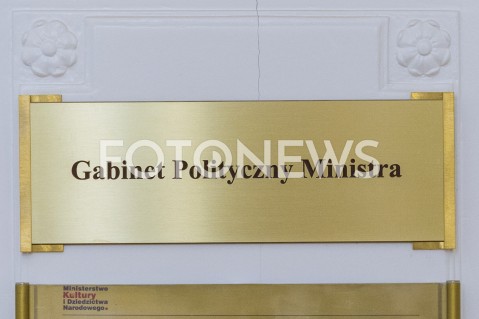 FOTONEWS
Gabinet Polityczny Ministra
Ministerstwo
Kultury
i Dziedzictwa
Narodowego.